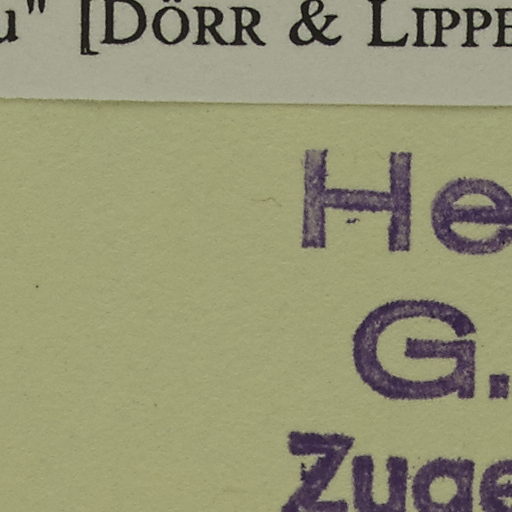 u" [DÖRR & LIPPE
He
G.
Zuge